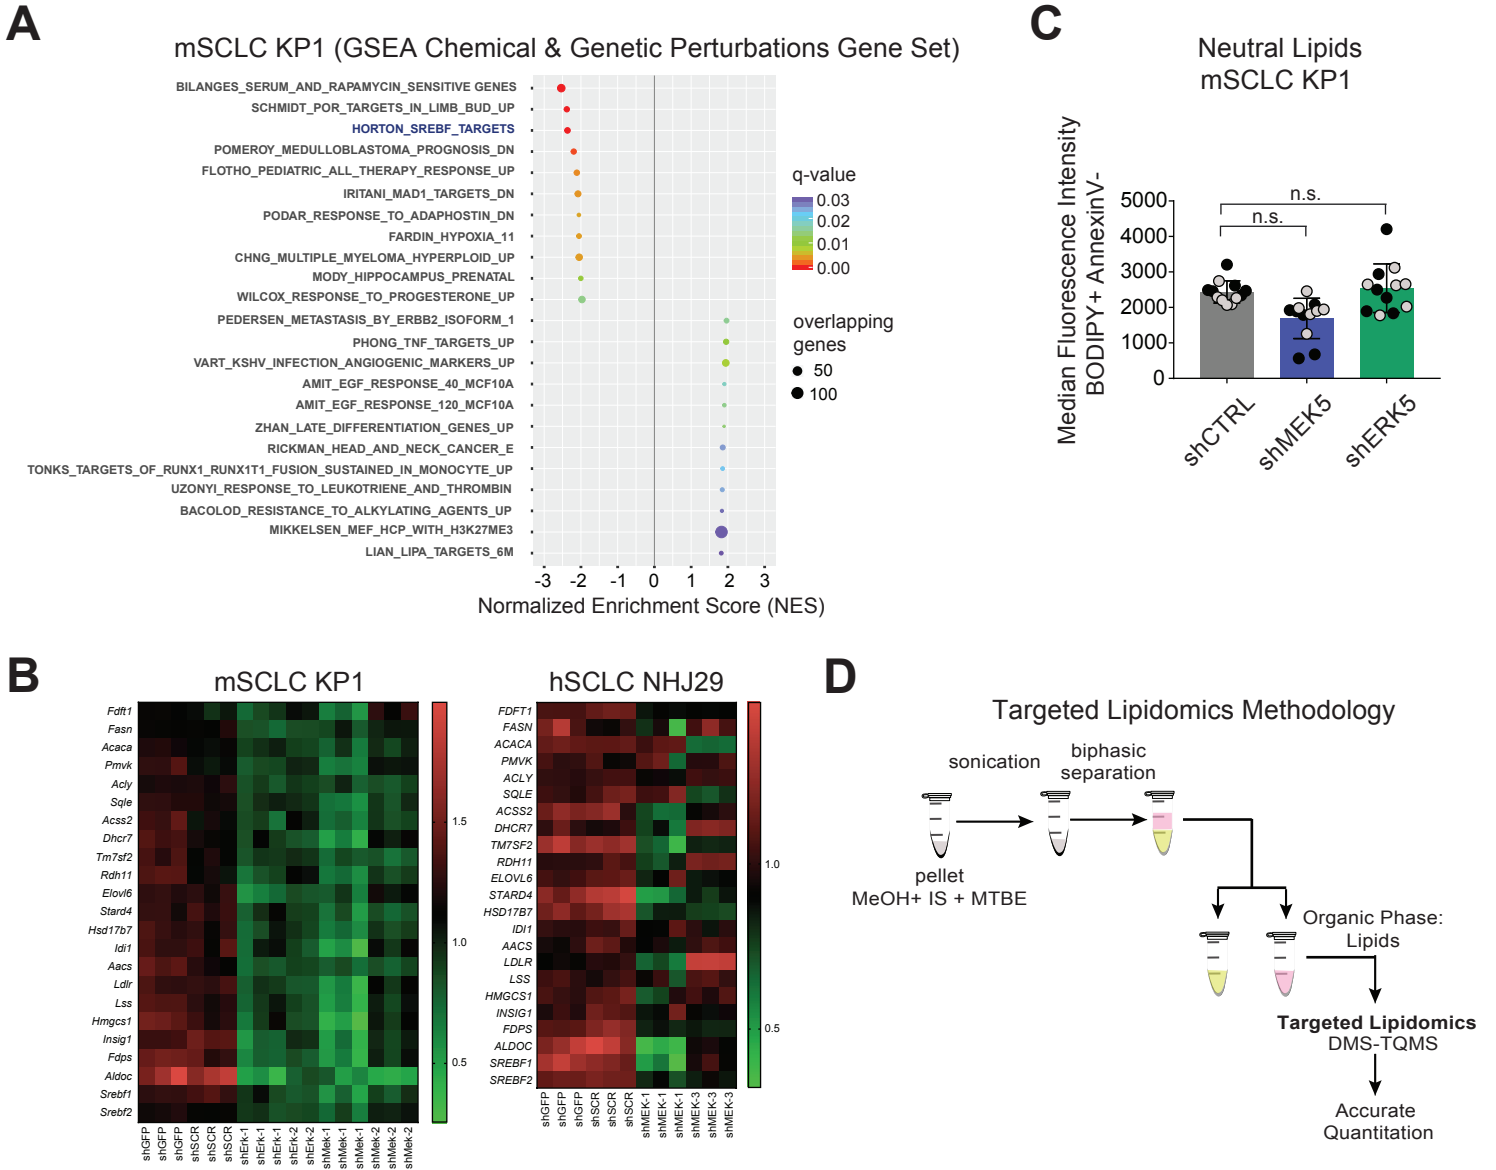 A
mSCLC KP1 (GSEA Chemical & Genetic Perturbations Gene Set)
BILANGES_SERUM_AND_RAPAMYCIN_SENSITIVE GENES
SCHMIDT_POR_TARGETS_IN_LIMB_BUD_UP
HORTON_SREBF_TARGETS
POMEROY_MEDULLOBLASTOMA_PROGNOSIS_DN
FLOTHO_PEDIATRIC_ALL_THERAPY_RESPONSE_UP
IRITANI_MAD1_TARGETS_DN
PODAR_RESPONSE_TO_ADAPHOSTIN_DN
FARDIN_HYPOXIA_11
CHNG_MULTIPLE_MYELOMA_HYPERPLOID_UP
MODY_HIPPOCAMPUS_PRENATAL
WILCOX_RESPONSE_TO_PROGESTERONE_UP
PEDERSEN_METASTASIS_BY_ERBB2_ISOFORM_1
PHONG_TNF_TARGETS_UP
VART_KSHV_INFECTION_ANGIOGENIC_MARKERS_UP
AMIT_EGF_RESPONSE_40_MCF10A
AMIT_EGF_RESPONSE_120_MCF10A
ZHAN_LATE_DIFFERENTIATION_GENES_UP
RICKMAN_HEAD_AND_NECK_CANCER_E
TONKS_TARGETS_OF_RUNX1_RUNX1T1_FUSION_SUSTAINED_IN_MONOCYTE_UP
UZONYI_RESPONSE_TO_LEUKOTRIENE_AND_THROMBIN
BACOLOD_RESISTANCE_TO_ALKYLATING_AGENTS_UP
MIKKELSEN_MEF_HCP_WITH_H3K27ME3
LIAN_LIPA_TARGETS_6M
-3 -2 -1 0 1 2 3
Normalized Enrichment Score (NES)
q-value
0.03
0.02
0.01
0.00
overlapping
genes
50
100
C
Neutral Lipids
mSCLC KP1
Median Fluorescence Intensity
BODIPY+ AnnexinV-
5000
4000
3000
2000
1000
0
n.s.
n.s.
shCTRL
shMEK5
shERK5
B
mSCLC KP1
Fdft1
Fasn
Acaca
Pmvk
Acly
Sqle
Acss2
Dhcr7
Tm7sf2
Rdh11
Elovl6
Stard4
Hsd17b7
Idi1
Aacs
Ldlr
Lss
Hmgcs1
Insig1
Fdps
Aldoc
Srebf1
Srebf2
shGFP
shGFP
shGFP
shSCR
shSCR
shSCR
shErk-1
shErk-1
shErk-1
shErk-2
shErk-2
shMek-1
shMek-1
shMek-1
shMek-2
shMek-2
shMek-2
1.5
1.0
0.5
hSCLC NHJ29
FDFT1
FASN
ACACA
PMVK
ACLY
SQLE
ACSS2
DHCR7
TM7SF2
RDH11
ELOVL6
STARD4
HSD17B7
IDI1
AACS
LDLR
LSS
HMGCS1
INSIG1
FDPS
ALDOC
SREBF1
SREBF2
shGFP
shGFP
shGFP
shSCR
shSCR
shSCR
shMEK-1
shMEK-1
shMEK-1
shMEK-3
shMEK-3
shMEK-3
1.0
0.5
D
Targeted Lipidomics Methodology
sonication
biphasic
separation
pellet
MeOH+ IS + MTBE
Organic Phase:
Lipids
Targeted Lipidomics
DMS-TQMS
Accurate
Quantitation